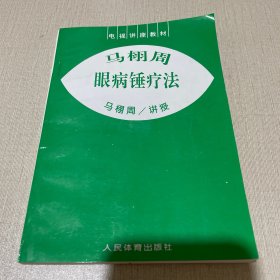 电视讲座教材
马栩周
眼病锤疗法
马栩周／讲授
人民体育出版社